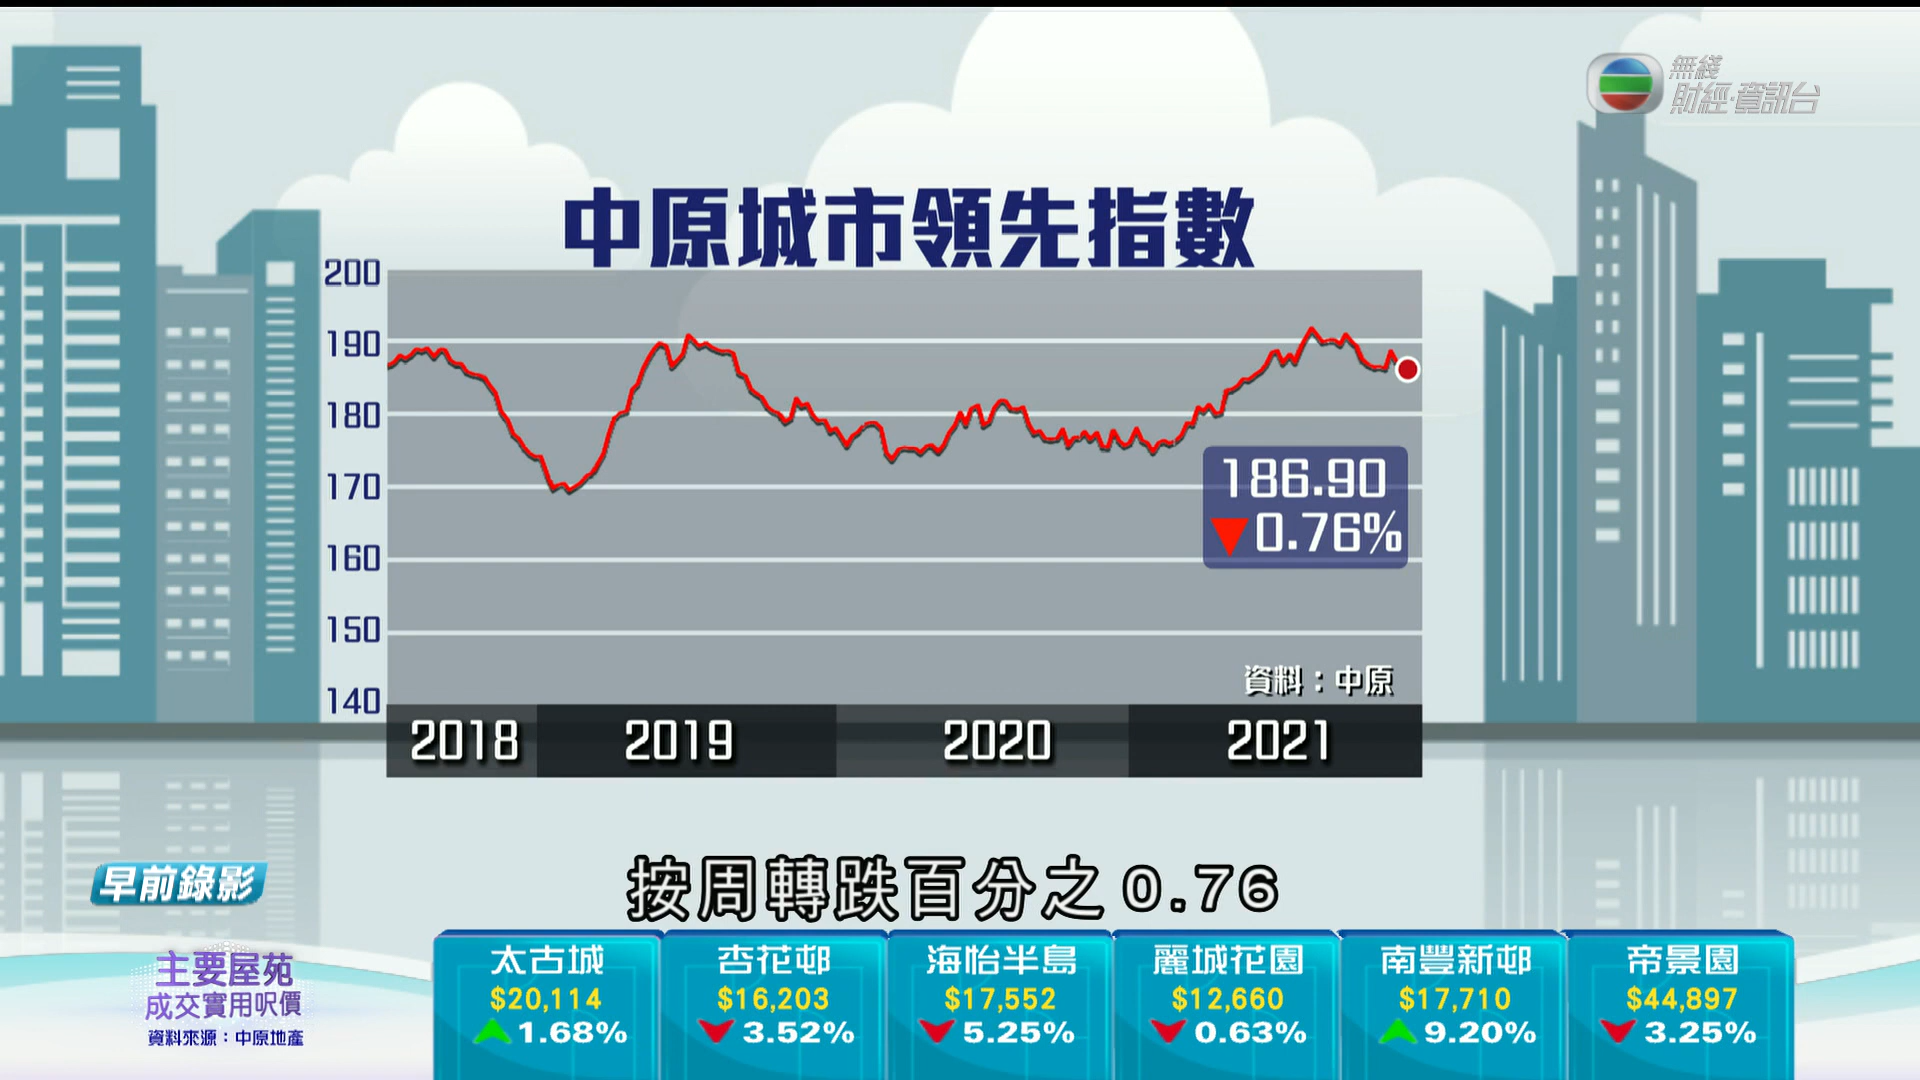 無綫
財經·資訊台
中原城市領先指數
200
190
180
170
160
150
140
186.90
▼0.76%
資料：中原
2018 2019 2020 2021
早前錄影
按周轉跌百分之0.76
主要屋苑
成交實用呎價
資料來源：中原地產
太古城
$20,114
▲1.68%
杏花邨
$16,203
▼3.52%
海怡半島
$17,552
▼5.25%
麗城花園
$12,660
▼0.63%
南豐新邨
$17,710
▲9.20%
帝景園
$44,897
▼3.25%